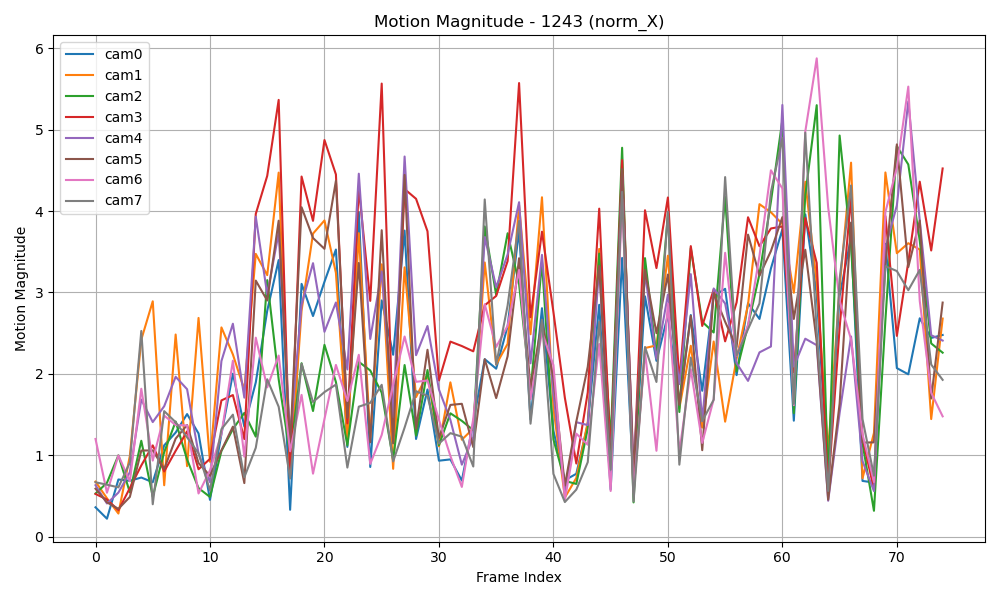 Motion Magnitude - 1243 (norm_X)
Motion Magnitude
6
5
4
3
2
1
0
cam0
cam1
cam2
cam3
cam4
cam5
cam6
cam7
0 10 20 30 40 50 60 70
Frame Index